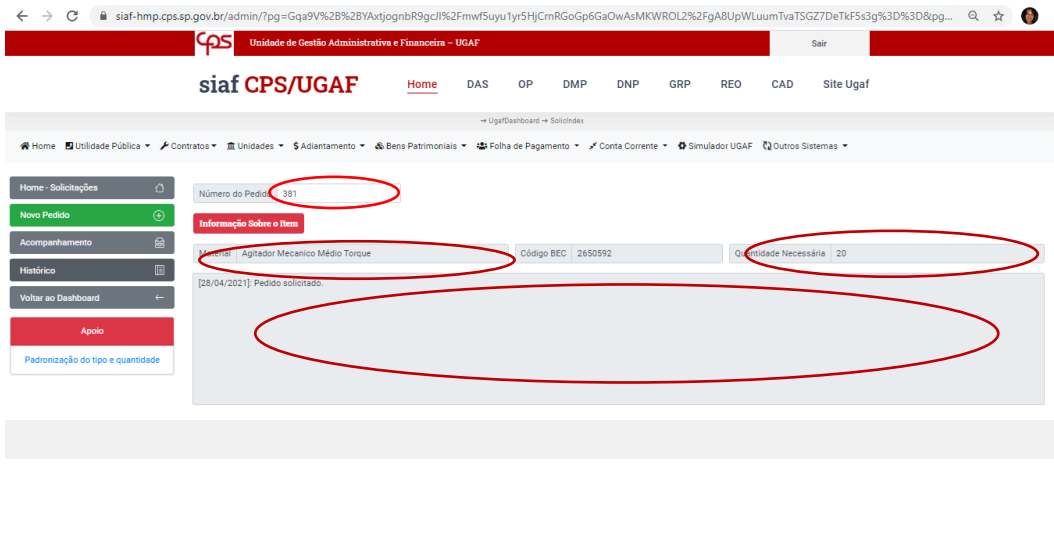 siaf-hmp.cps.sp.gov.br/admin/?pg=Gqa9V%2B%2BYAxtjognbR9gcJI%2Fmwf5uyu1yr5HjCmRGoGp6GaOwAsMKWROL2%2FgA8UpWLuumTvaTSGZ7DeTkF5s3g%3D%3D&pg...
cps Unidade de Gestão Administrativa e Financeira – UGAF Sair
siaf CPS/UGAF Home DAS OP DMP DNP GRP REO CAD Site Ugaf
→ UgafDashboard → SolicIndex
Home Utilidade Pública Contratos Unidades $ Adiantamento Bens Patrimoniais Folha de Pagamento Conta Corrente Simulador UGAF Outros Sistemas
Home - Solicitações
Novo Pedido
Acompanhamento
Histórico
Voltar ao Dashboard
Apoio
Padronização do tipo e quantidade
Número do Pedido 381
Informação Sobre o Item
Material Agitador Mecanico Médio Torque Código BEC 2650592 Quantidade Necessária 20
[28/04/2021]: Pedido solicitado.